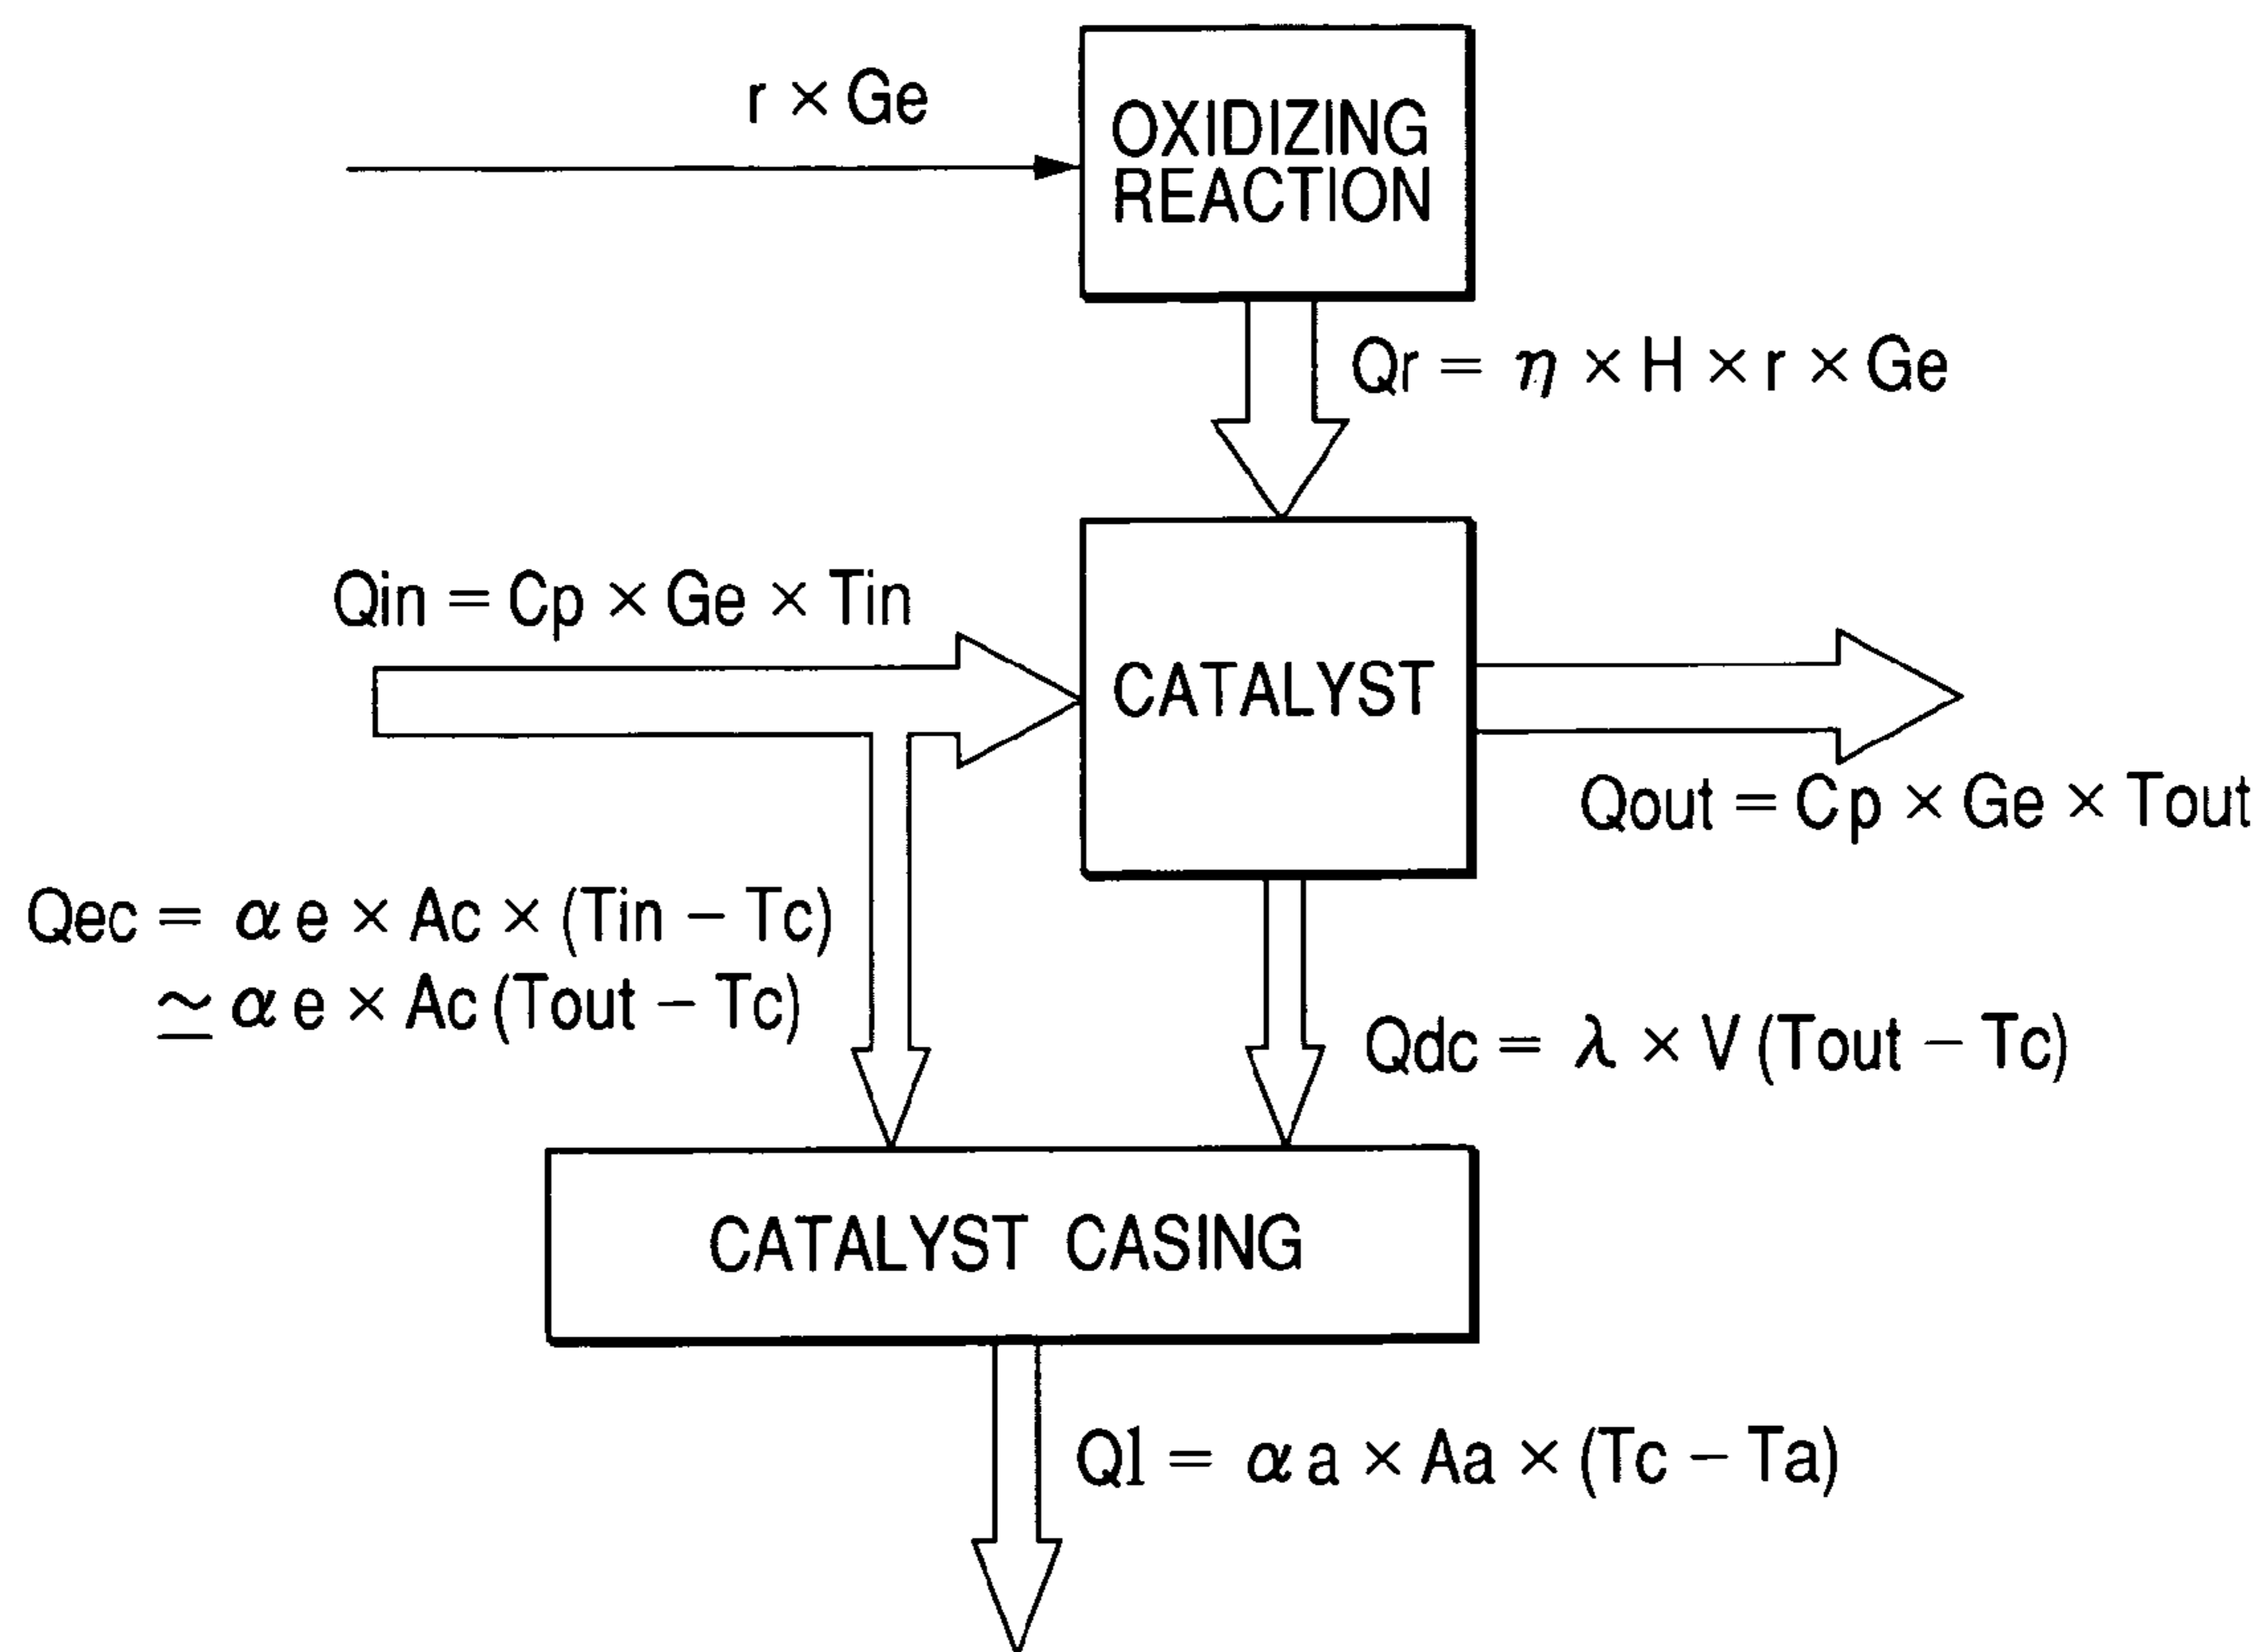 r × Ge
OXIDIZING
REACTION
Qr = η × H × r × Ge
Qin = Cp × Ge × Tin
CATALYST
Qout = Cp × Ge × Tout
Qec = αe × Ac × (Tin − Tc)
≃ αe × Ac (Tout − Tc)
Qdc = λ × V (Tout − Tc)
CATALYST CASING
Ql = αa × Aa × (Tc − Ta)